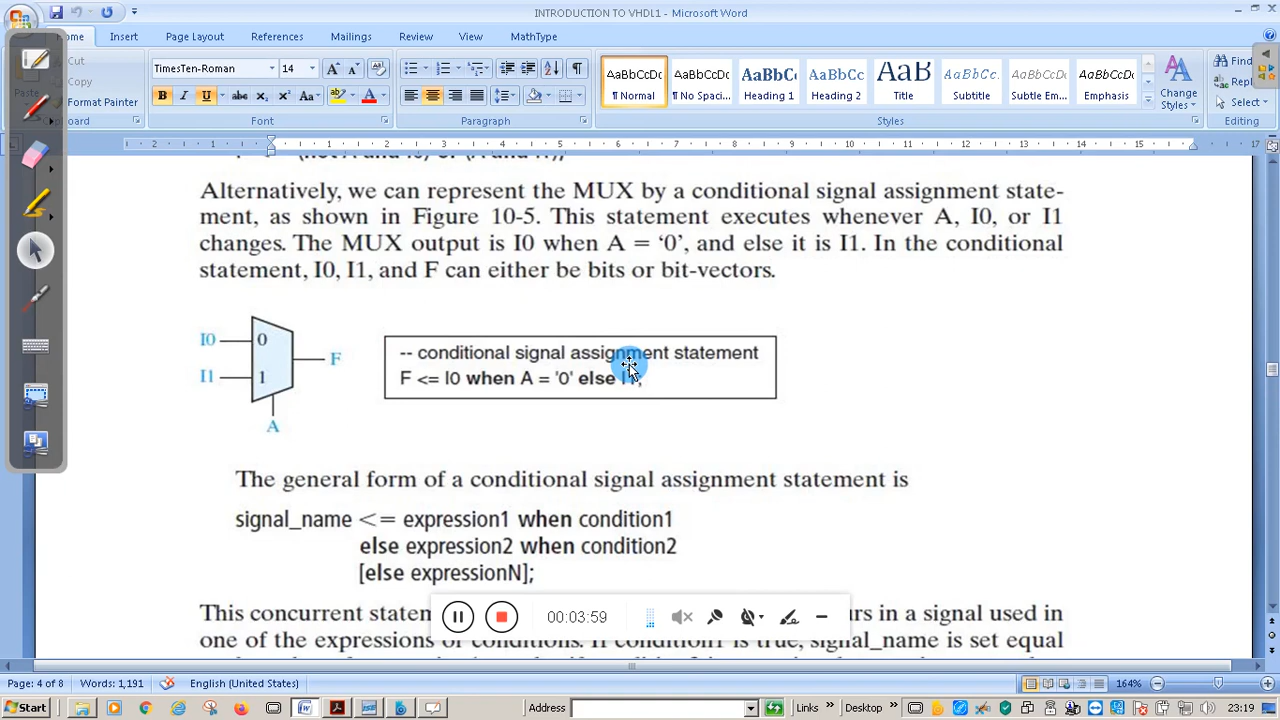 INTRODUCTION TO VHDL1 - Microsoft Word
Home Insert Page Layout References Mailings Review View MathType
Cut
Copy
Paste
Format Painter
Clipboard
TimesTen-Roman 14
Font
Paragraph
AaBbCcDc AaBbCcDc AaBbCc AaBbCc AaB AaBbCc. AaBbCcDc AaBbCcDc
¶ Normal ¶ No Spaci... Heading 1 Heading 2 Title Subtitle Subtle Em... Emphasis
Change Styles
Styles
Find
Select
Editing
Alternatively, we can represent the MUX by a conditional signal assignment state-
ment, as shown in Figure 10-5. This statement executes whenever A, I0, or I1
changes. The MUX output is I0 when A = ‘0’, and else it is I1. In the conditional
statement, I0, I1, and F can either be bits or bit-vectors.
I0 0
I1 1
F
A
-- conditional signal assignment statement
F <= I0 when A = '0' else I1;
The general form of a conditional signal assignment statement is
signal_name <= expression1 when condition1
else expression2 when condition2
[else expressionN];
00:03:59
This concurrent urs in a signal used in
one of the expressions or conditions. If condition1 is true, signal_name is set equal
Page: 4 of 8 Words: 1,191 English (United States) 164%
Start Address Links » Desktop » 23:19